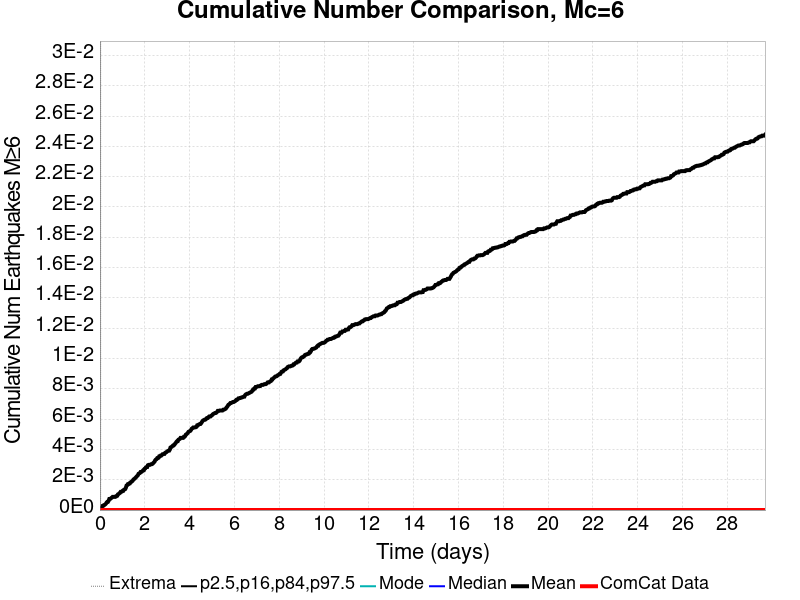 Cumulative Number Comparison, Mc=6
Cumulative Num Earthquakes M≥6
3E-2
2.8E-2
2.6E-2
2.4E-2
2.2E-2
2E-2
1.8E-2
1.6E-2
1.4E-2
1.2E-2
1E-2
8E-3
6E-3
4E-3
2E-3
0E0
0 2 4 6 8 10 12 14 16 18 20 22 24 26 28
Time (days)
Extrema p2.5,p16,p84,p97.5 Mode Median Mean ComCat Data